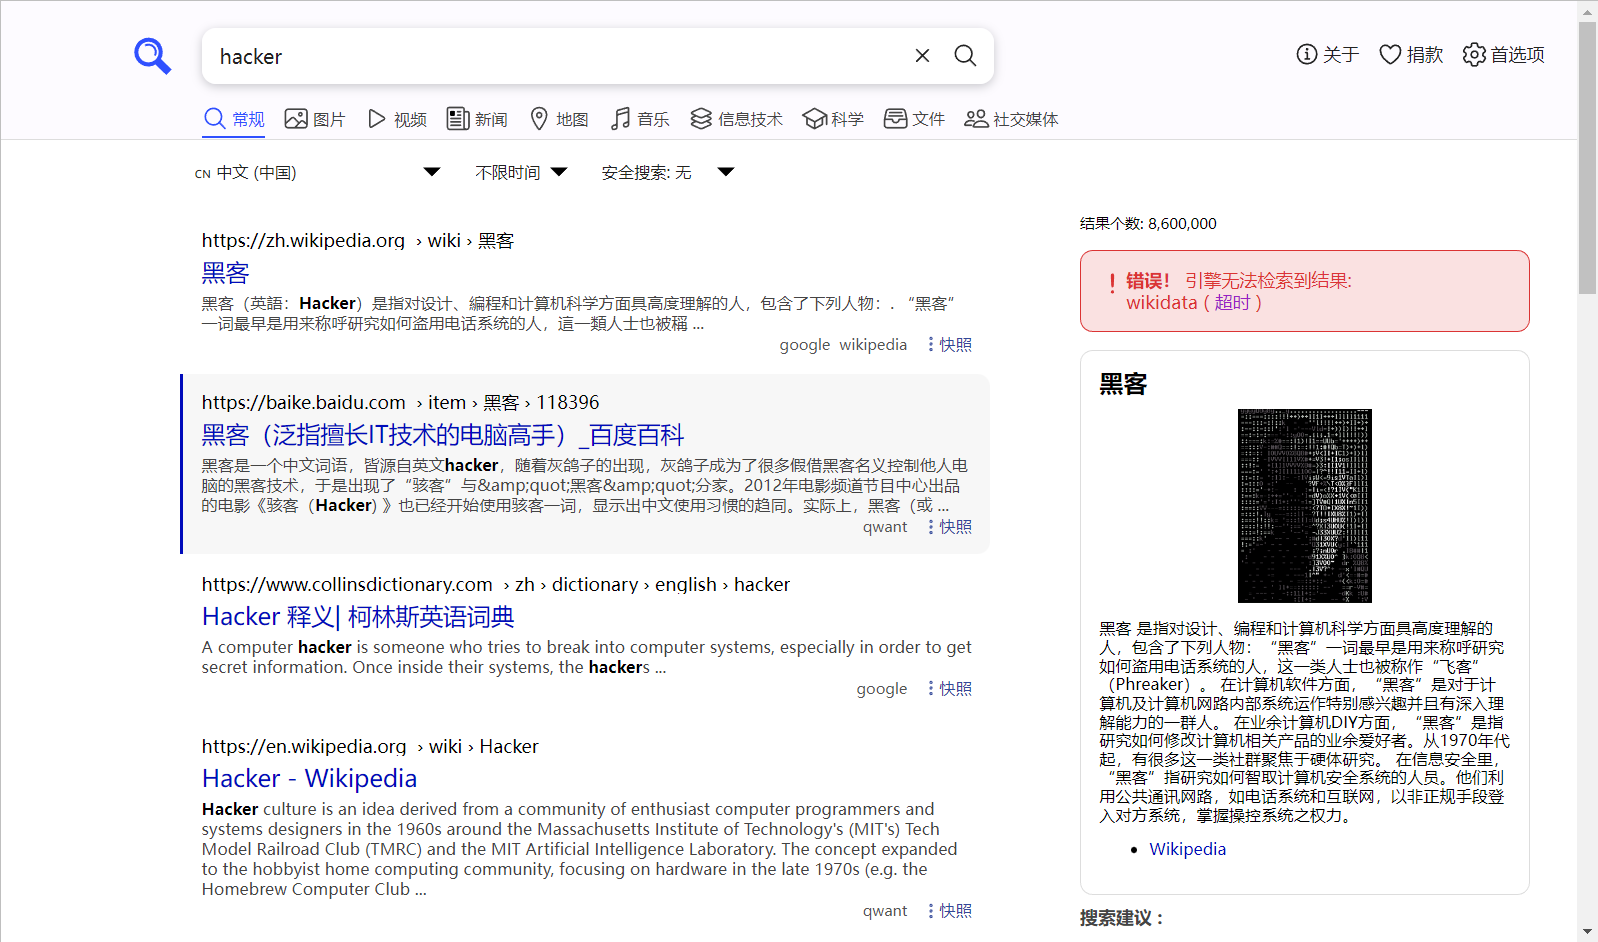 hacker
关于 捐款 首选项
常规 图片 视频 新闻 地图 音乐 信息技术 科学 文件 社交媒体
CN 中文 (中国) 不限时间 安全搜索: 无
https://zh.wikipedia.org › wiki › 黑客
黑客
黑客（英語：Hacker）是指对设计、编程和计算机科学方面具高度理解的人，包含了下列人物：. “黑客”
一词最早是用来称呼研究如何盗用电话系统的人，這一類人士也被稱 ...
google wikipedia 快照
https://baike.baidu.com › item › 黑客 › 118396
黑客（泛指擅长IT技术的电脑高手）_百度百科
黑客是一个中文词语，皆源自英文hacker，随着灰鸽子的出现，灰鸽子成为了很多假借黑客名义控制他人电
脑的黑客技术，于是出现了“骇客”与&amp;quot;黑客&amp;quot;分家。2012年电影频道节目中心出品
的电影《骇客（Hacker) 》也已经开始使用骇客一词，显示出中文使用习惯的趋同。实际上，黑客（或 ...
qwant 快照
https://www.collinsdictionary.com › zh › dictionary › english › hacker
Hacker 释义| 柯林斯英语词典
A computer hacker is someone who tries to break into computer systems, especially in order to get
secret information. Once inside their systems, the hackers ...
google 快照
https://en.wikipedia.org › wiki › Hacker
Hacker - Wikipedia
Hacker culture is an idea derived from a community of enthusiast computer programmers and
systems designers in the 1960s around the Massachusetts Institute of Technology's (MIT's) Tech
Model Railroad Club (TMRC) and the MIT Artificial Intelligence Laboratory. The concept expanded
to the hobbyist home computing community, focusing on hardware in the late 1970s (e.g. the
Homebrew Computer Club ...
qwant 快照
结果个数: 8,600,000
错误！ 引擎无法检索到结果:
wikidata ( 超时 )
黑客
黑客 是指对设计、编程和计算机科学方面具高度理解的
人，包含了下列人物：“黑客”一词最早是用来称呼研究
如何盗用电话系统的人，这一类人士也被称作“飞客”
（Phreaker）。 在计算机软件方面，“黑客”是对于计
算机及计算机网路内部系统运作特别感兴趣并且有深入理
解能力的一群人。 在业余计算机DIY方面，“黑客”是指
研究如何修改计算机相关产品的业余爱好者。从1970年代
起，有很多这一类社群聚焦于硬体研究。 在信息安全里，
“黑客”指研究如何智取计算机安全系统的人员。他们利
用公共通讯网路，如电话系统和互联网，以非正规手段登
入对方系统，掌握操控系统之权力。
Wikipedia
搜索建议：